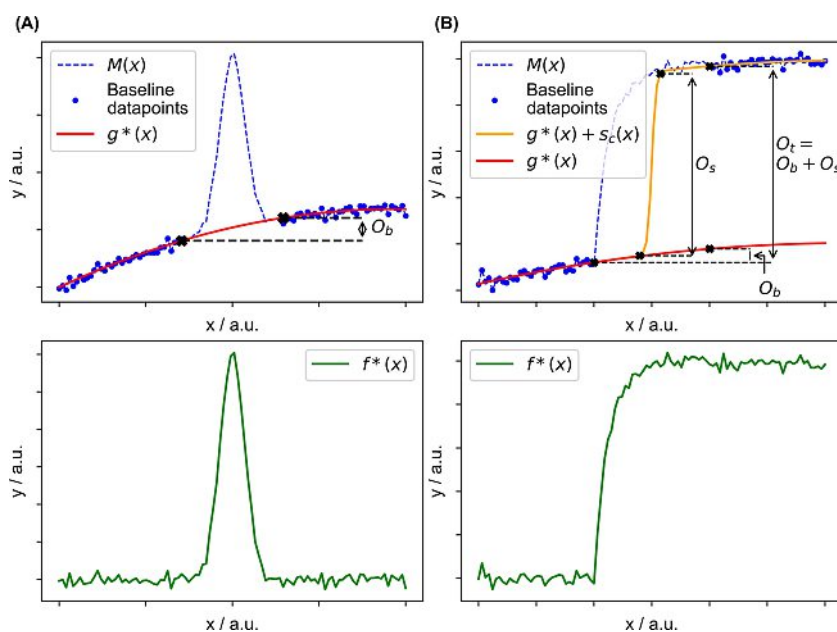 (A)
M(x)
Baseline
datapoints
g*(x)
O_b
y / a.u.
x / a.u.
(B)
M(x)
Baseline
datapoints
g*(x) + s_c(x)
g*(x)
O_s
O_t =
O_b + O_s
O_b
y / a.u.
x / a.u.
f*(x)
y / a.u.
x / a.u.
f*(x)
y / a.u.
x / a.u.